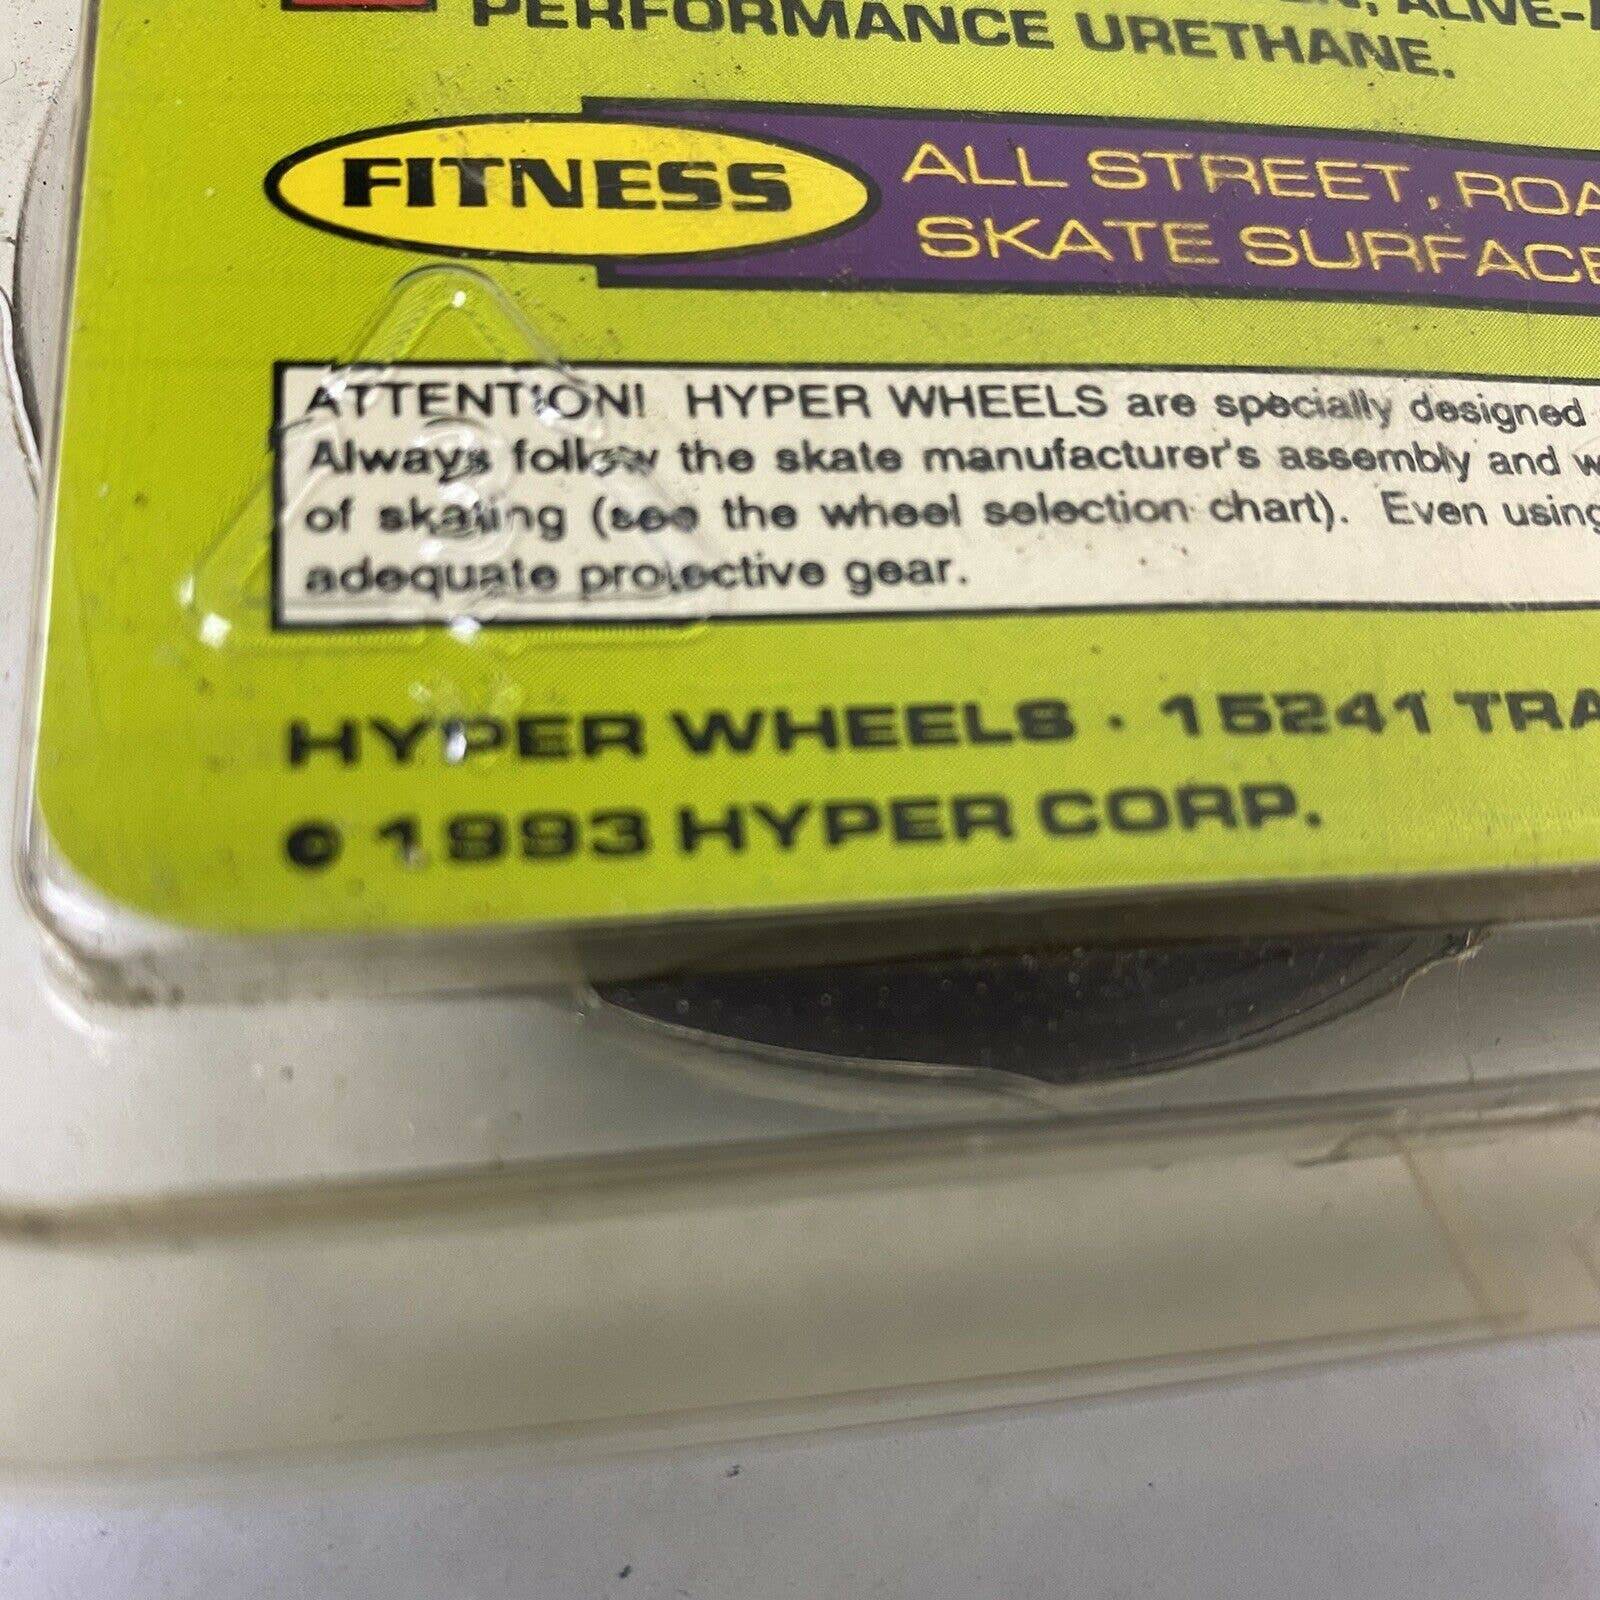 PERFORMANCE URETHANE.
FITNESS
ALL STREET, ROA
SKATE SURFACE
ATTENTION! HYPER WHEELS are specially designed
Always follow the skate manufacturer's assembly and w
of skating (see the wheel selection chart). Even using
adequate protective gear.
HYPER WHEELS · 15241 TRA
© 1993 HYPER CORP.